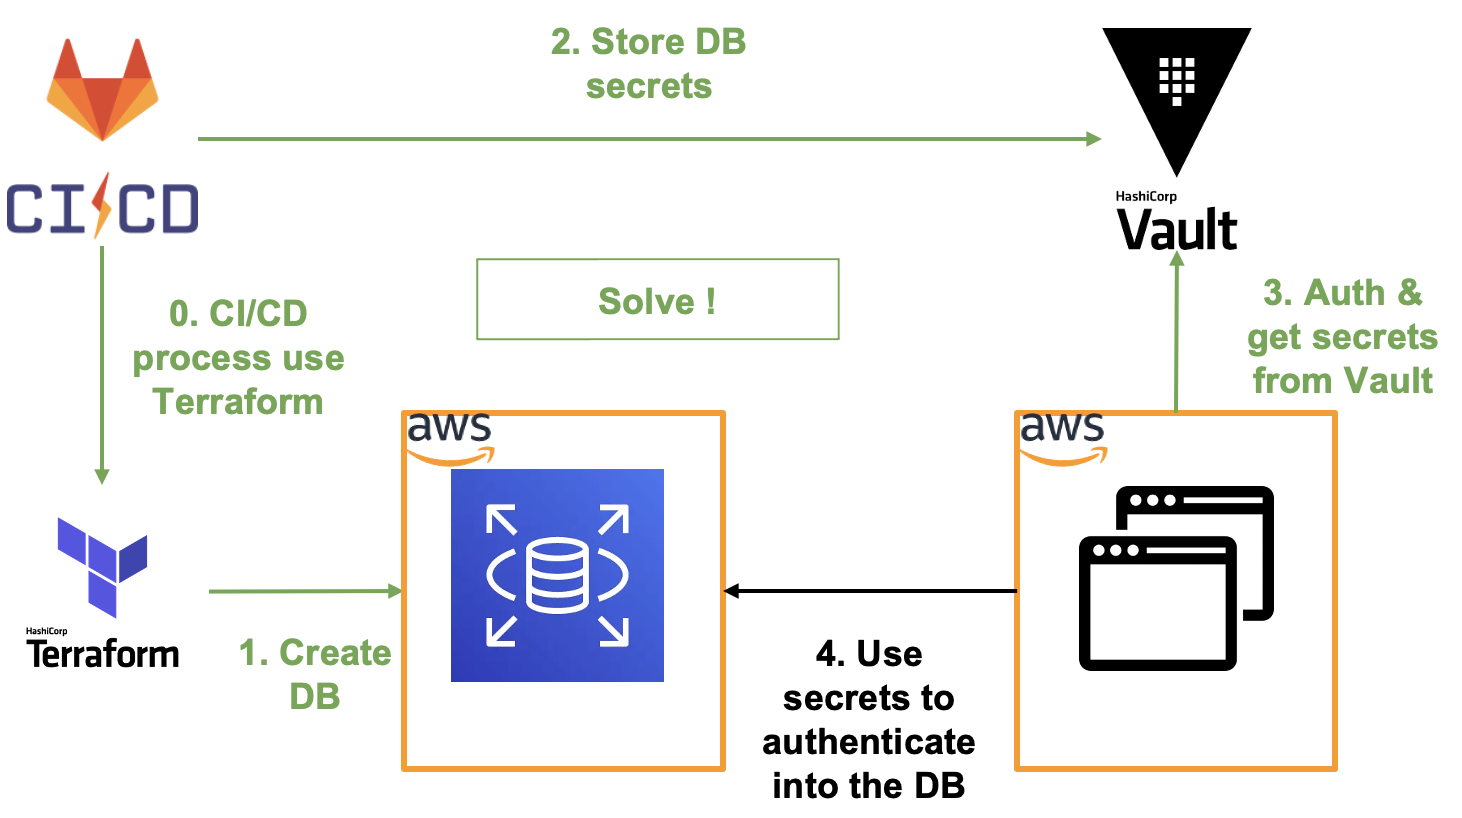 2. Store DB
secrets
CI CD
HashiCorp
Vault
0. CI/CD
process use
Terraform
Solve !
3. Auth &
get secrets
from Vault
aws
aws
HashiCorp
Terraform
1. Create
DB
4. Use
secrets to
authenticate
into the DB